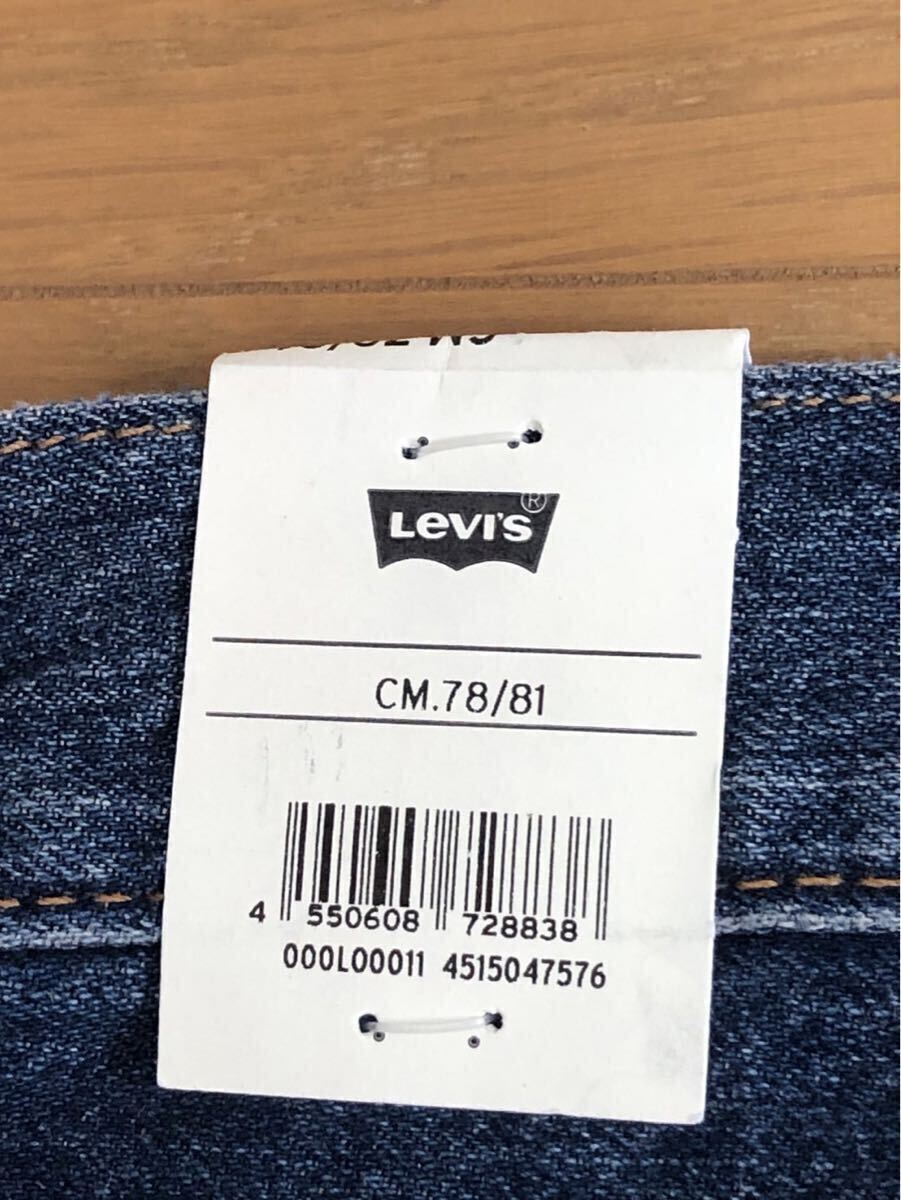 LEVI'S ®
CM.78/81
4 550608 728838
000L00011 4515047576